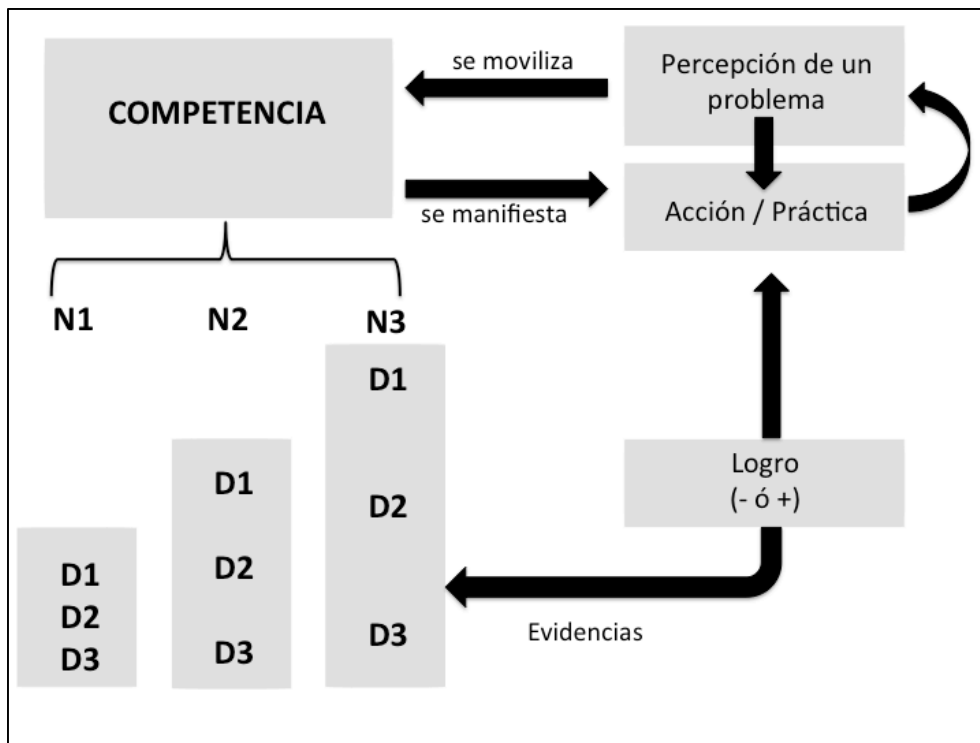 COMPETENCIA
se moviliza
Percepción de un
problema
se manifiesta
Acción / Práctica
N1
N2
N3
D1
D2
D3
D1
D2
D3
D1
D2
D3
Logro
(- ó +)
Evidencias